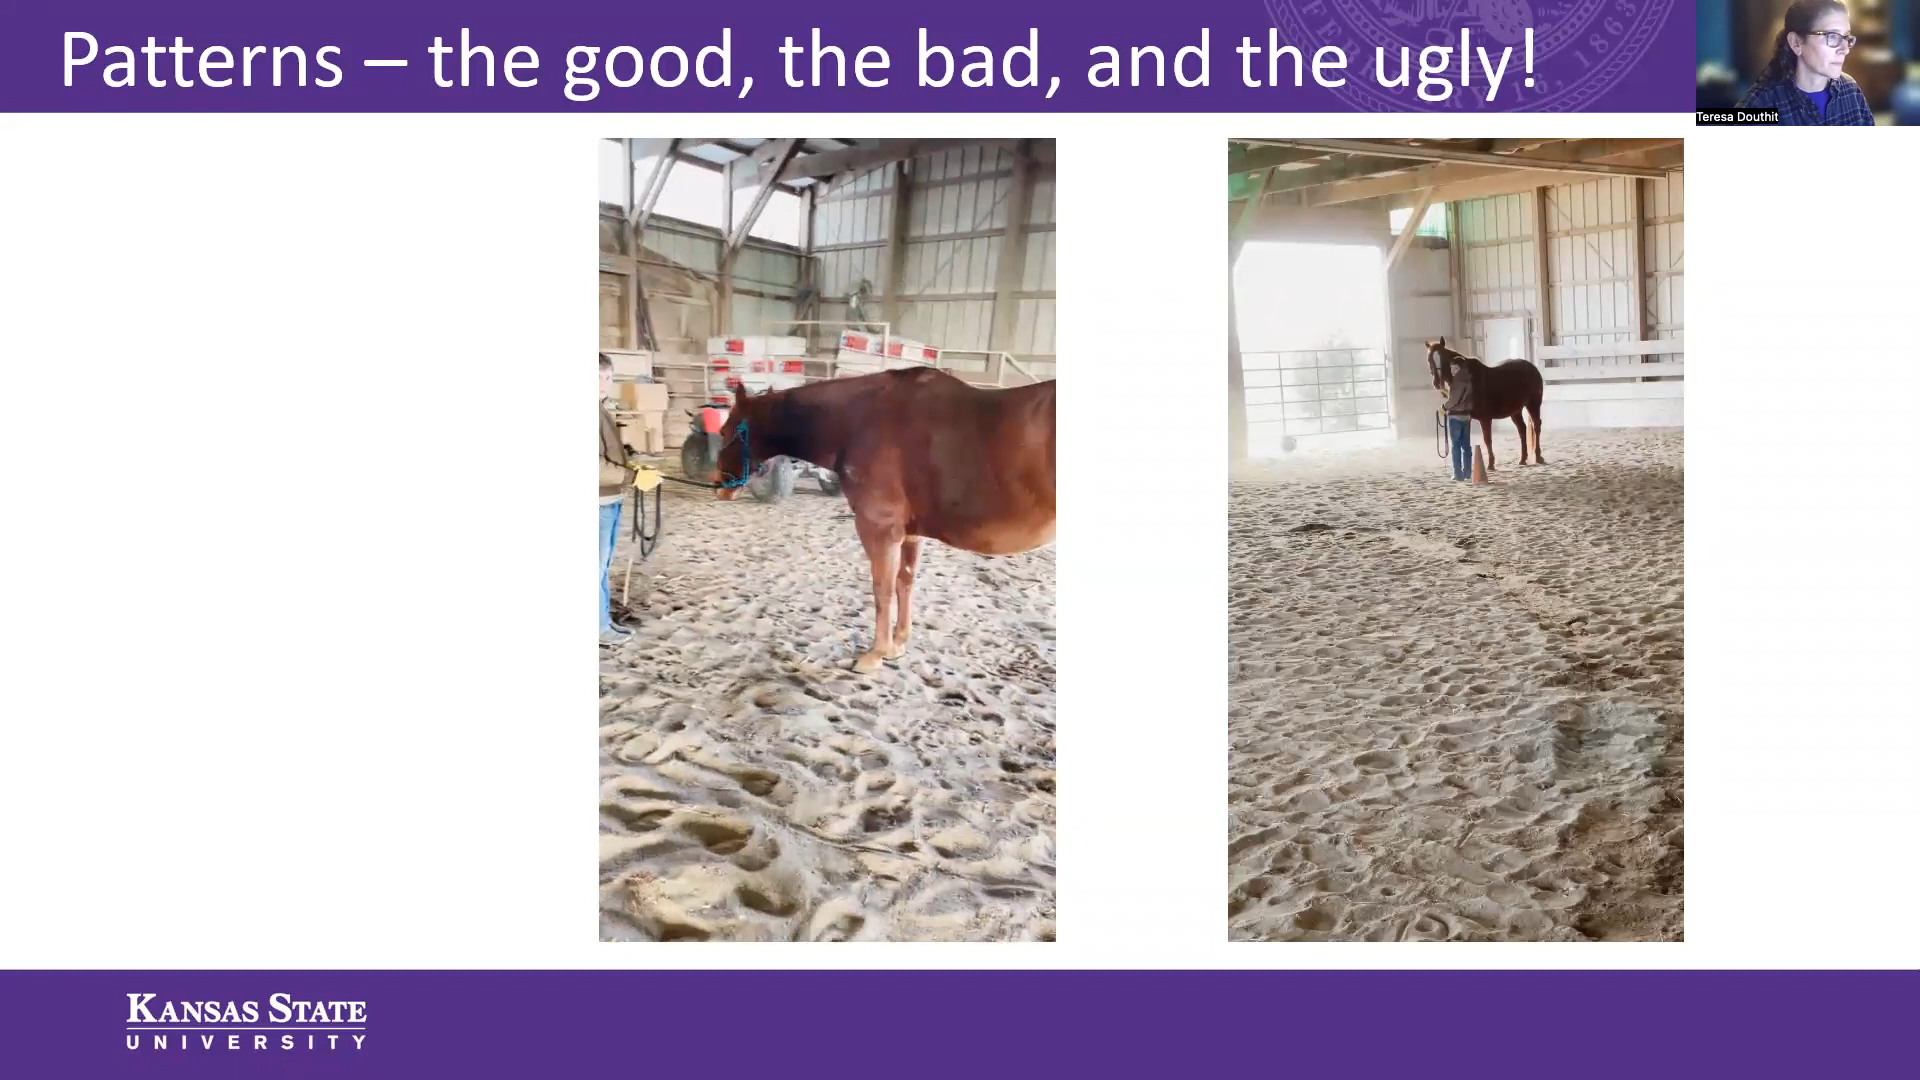 Patterns – the good, the bad, and the ugly!
Teresa Douthit
KANSAS STATE
UNIVERSITY